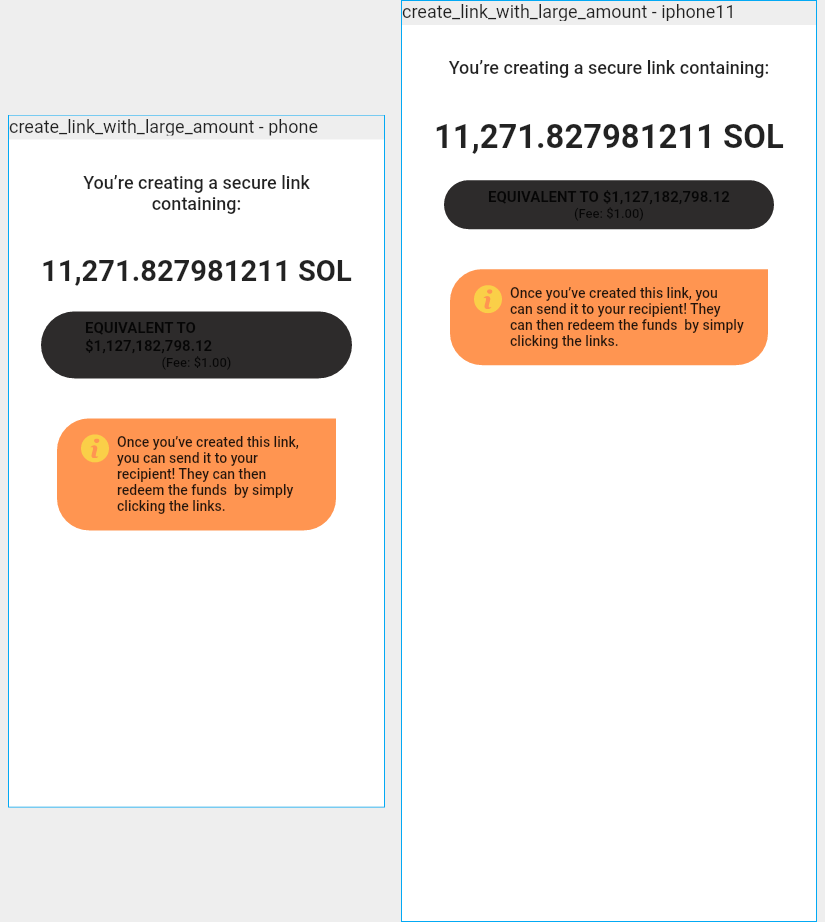 create_link_with_large_amount - phone
You’re creating a secure link
containing:
11,271.827981211 SOL
EQUIVALENT TO
$1,127,182,798.12
(Fee: $1.00)
i
Once you’ve created this link,
you can send it to your
recipient! They can then
redeem the funds  by simply
clicking the links.
create_link_with_large_amount - iphone11
You’re creating a secure link containing:
11,271.827981211 SOL
EQUIVALENT TO $1,127,182,798.12
(Fee: $1.00)
i
Once you’ve created this link, you
can send it to your recipient! They
can then redeem the funds  by simply
clicking the links.